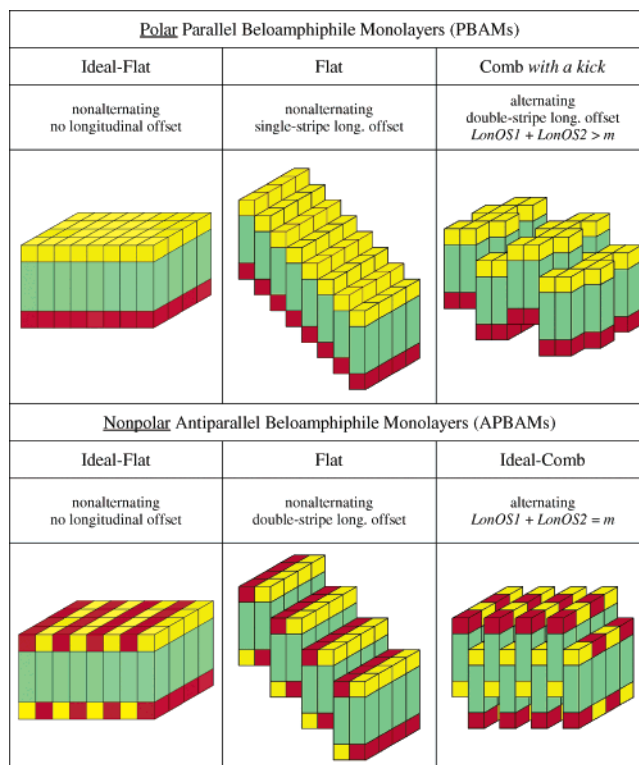 Polar Parallel Beloamphiphile Monolayers (PBAMs)
Ideal-Flat
Flat
Comb with a kick
nonalternating
no longitudinal offset
nonalternating
single-stripe long. offset
alternating
double-stripe long. offset
LonOS1 + LonOS2 > m
Nonpolar Antiparallel Beloamphiphile Monolayers (APBAMs)
Ideal-Flat
Flat
Ideal-Comb
nonalternating
no longitudinal offset
nonalternating
double-stripe long. offset
alternating
LonOS1 + LonOS2 = m